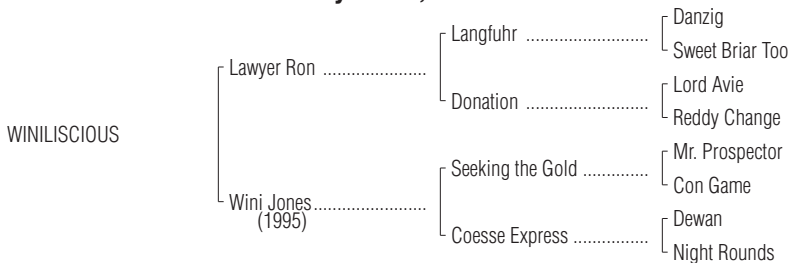 Danzig
Langfuhr ..............................
Sweet Briar Too
Lawyer Ron .........................
Lord Avie
Donation ..............................
Reddy Change
WINILISCIOUS
Mr. Prospector
Seeking the Gold ................
Con Game
Wini Jones...........................
(1995)
Dewan
Coesse Express ..................
Night Rounds